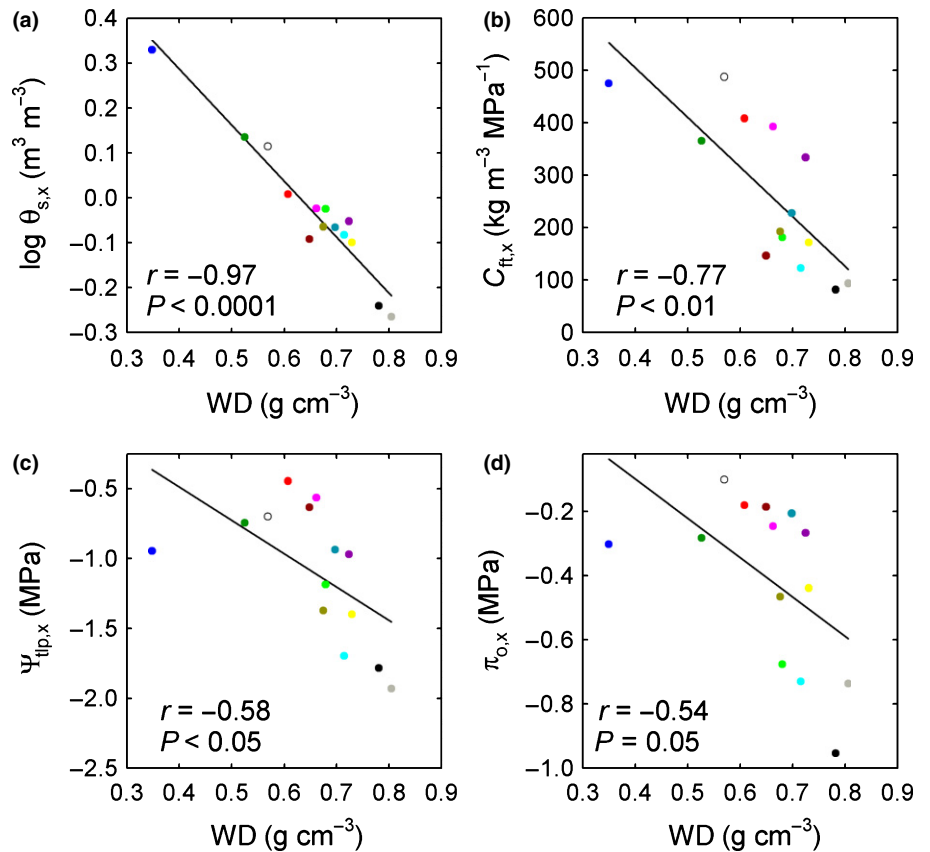 (a)
0.4
0.3
0.2
0.1
0.0
−0.1
−0.2
−0.3
log θs,x (m³ m⁻³)
r = −0.97
P < 0.0001
0.3 0.4 0.5 0.6 0.7 0.8 0.9
WD (g cm⁻³)
(b)
600
500
400
300
200
100
0
Cft,x (kg m⁻³ MPa⁻¹)
r = −0.77
P < 0.01
0.3 0.4 0.5 0.6 0.7 0.8 0.9
WD (g cm⁻³)
(c)
−0.5
−1.0
−1.5
−2.0
−2.5
Ψtlp,x (MPa)
r = −0.58
P < 0.05
0.3 0.4 0.5 0.6 0.7 0.8 0.9
WD (g cm⁻³)
(d)
−0.2
−0.4
−0.6
−0.8
−1.0
πo,x (MPa)
r = −0.54
P = 0.05
0.3 0.4 0.5 0.6 0.7 0.8 0.9
WD (g cm⁻³)